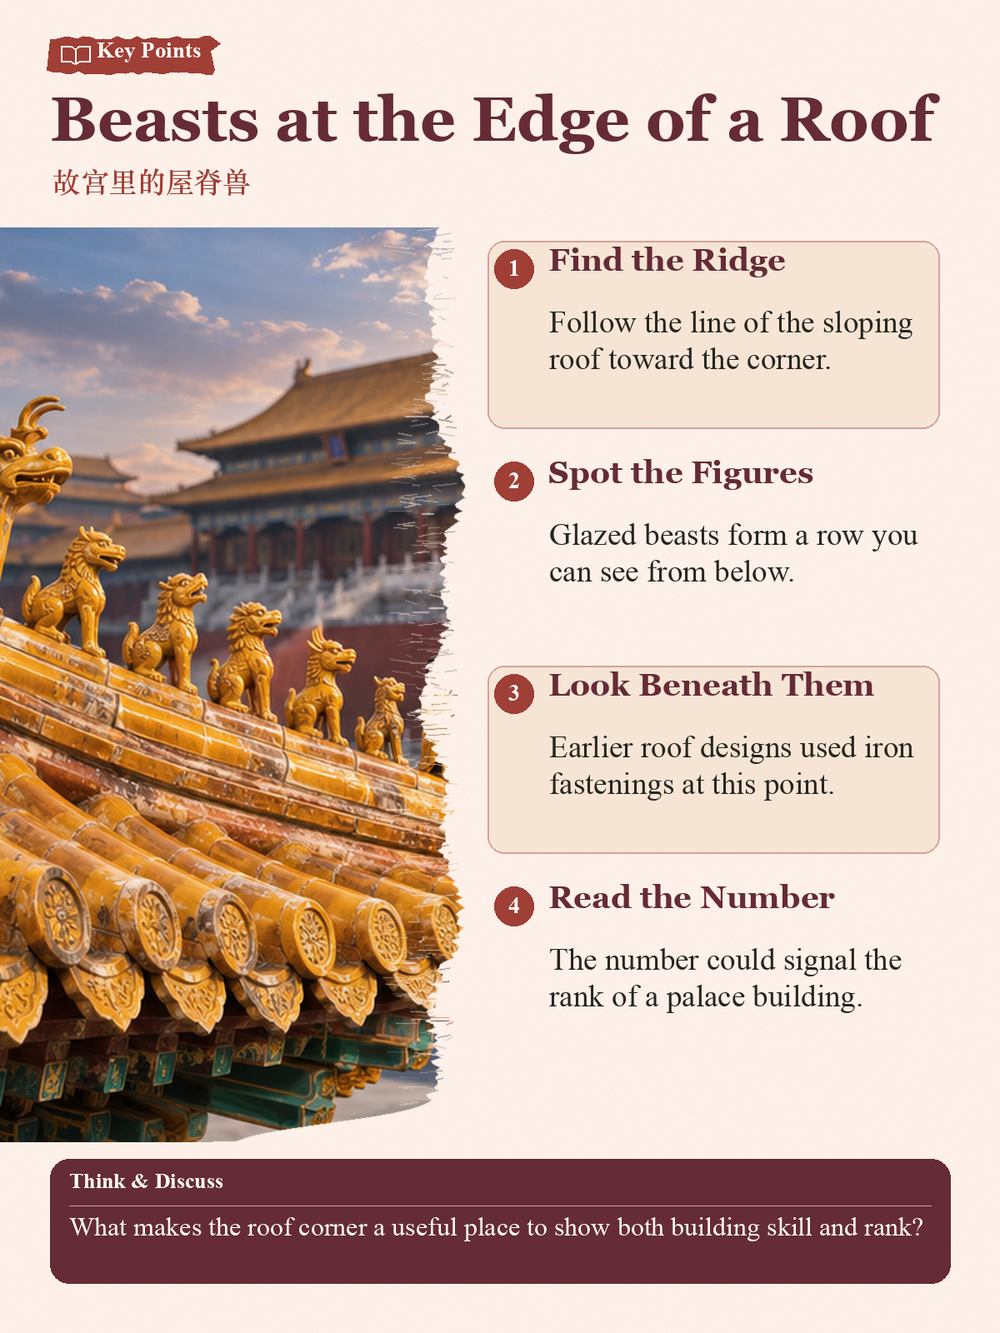 Key Points
Beasts at the Edge of a Roof
故宫里的屋脊兽
1
Find the Ridge
Follow the line of the sloping
roof toward the corner.
2
Spot the Figures
Glazed beasts form a row you
can see from below.
3
Look Beneath Them
Earlier roof designs used iron
fastenings at this point.
4
Read the Number
The number could signal the
rank of a palace building.
Think & Discuss
What makes the roof corner a useful place to show both building skill and rank?